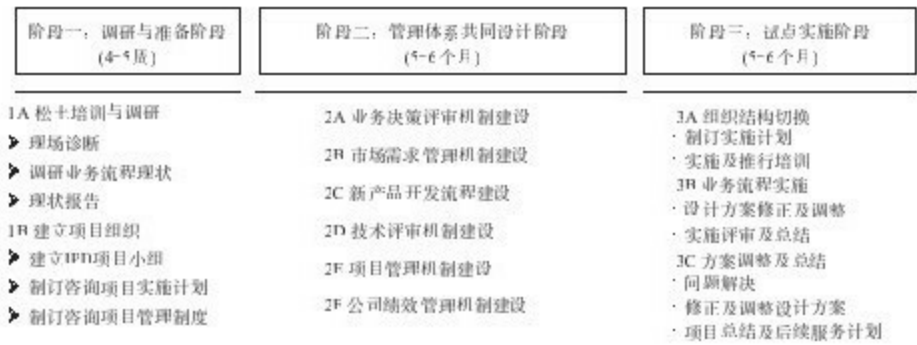 阶段一：调研与准备阶段
(4-5周)
1A 松土培训与调研
➤ 现场诊断
➤ 调研业务流程现状
➤ 现状报告
1B 建立项目组织
➤ 建立IPD项目小组
➤ 制订咨询项目实施计划
➤ 制订咨询项目管理制度
阶段二：管理体系共同设计阶段
(5-6个月)
2A 业务决策评审机制建设
2B 市场需求管理机制建设
2C 新产品开发流程建设
2D 技术评审机制建设
2E 项目管理机制建设
2F 公司绩效管理机制建设
阶段三：试点实施阶段
(5-6个月)
3A 组织结构切换
· 制订实施计划
· 实施及推行培训
3B 业务流程实施
· 设计方案修正及调整
· 实施评审及总结
3C 方案调整及总结
· 问题解决
· 修正及调整设计方案
· 项目总结及后续服务计划